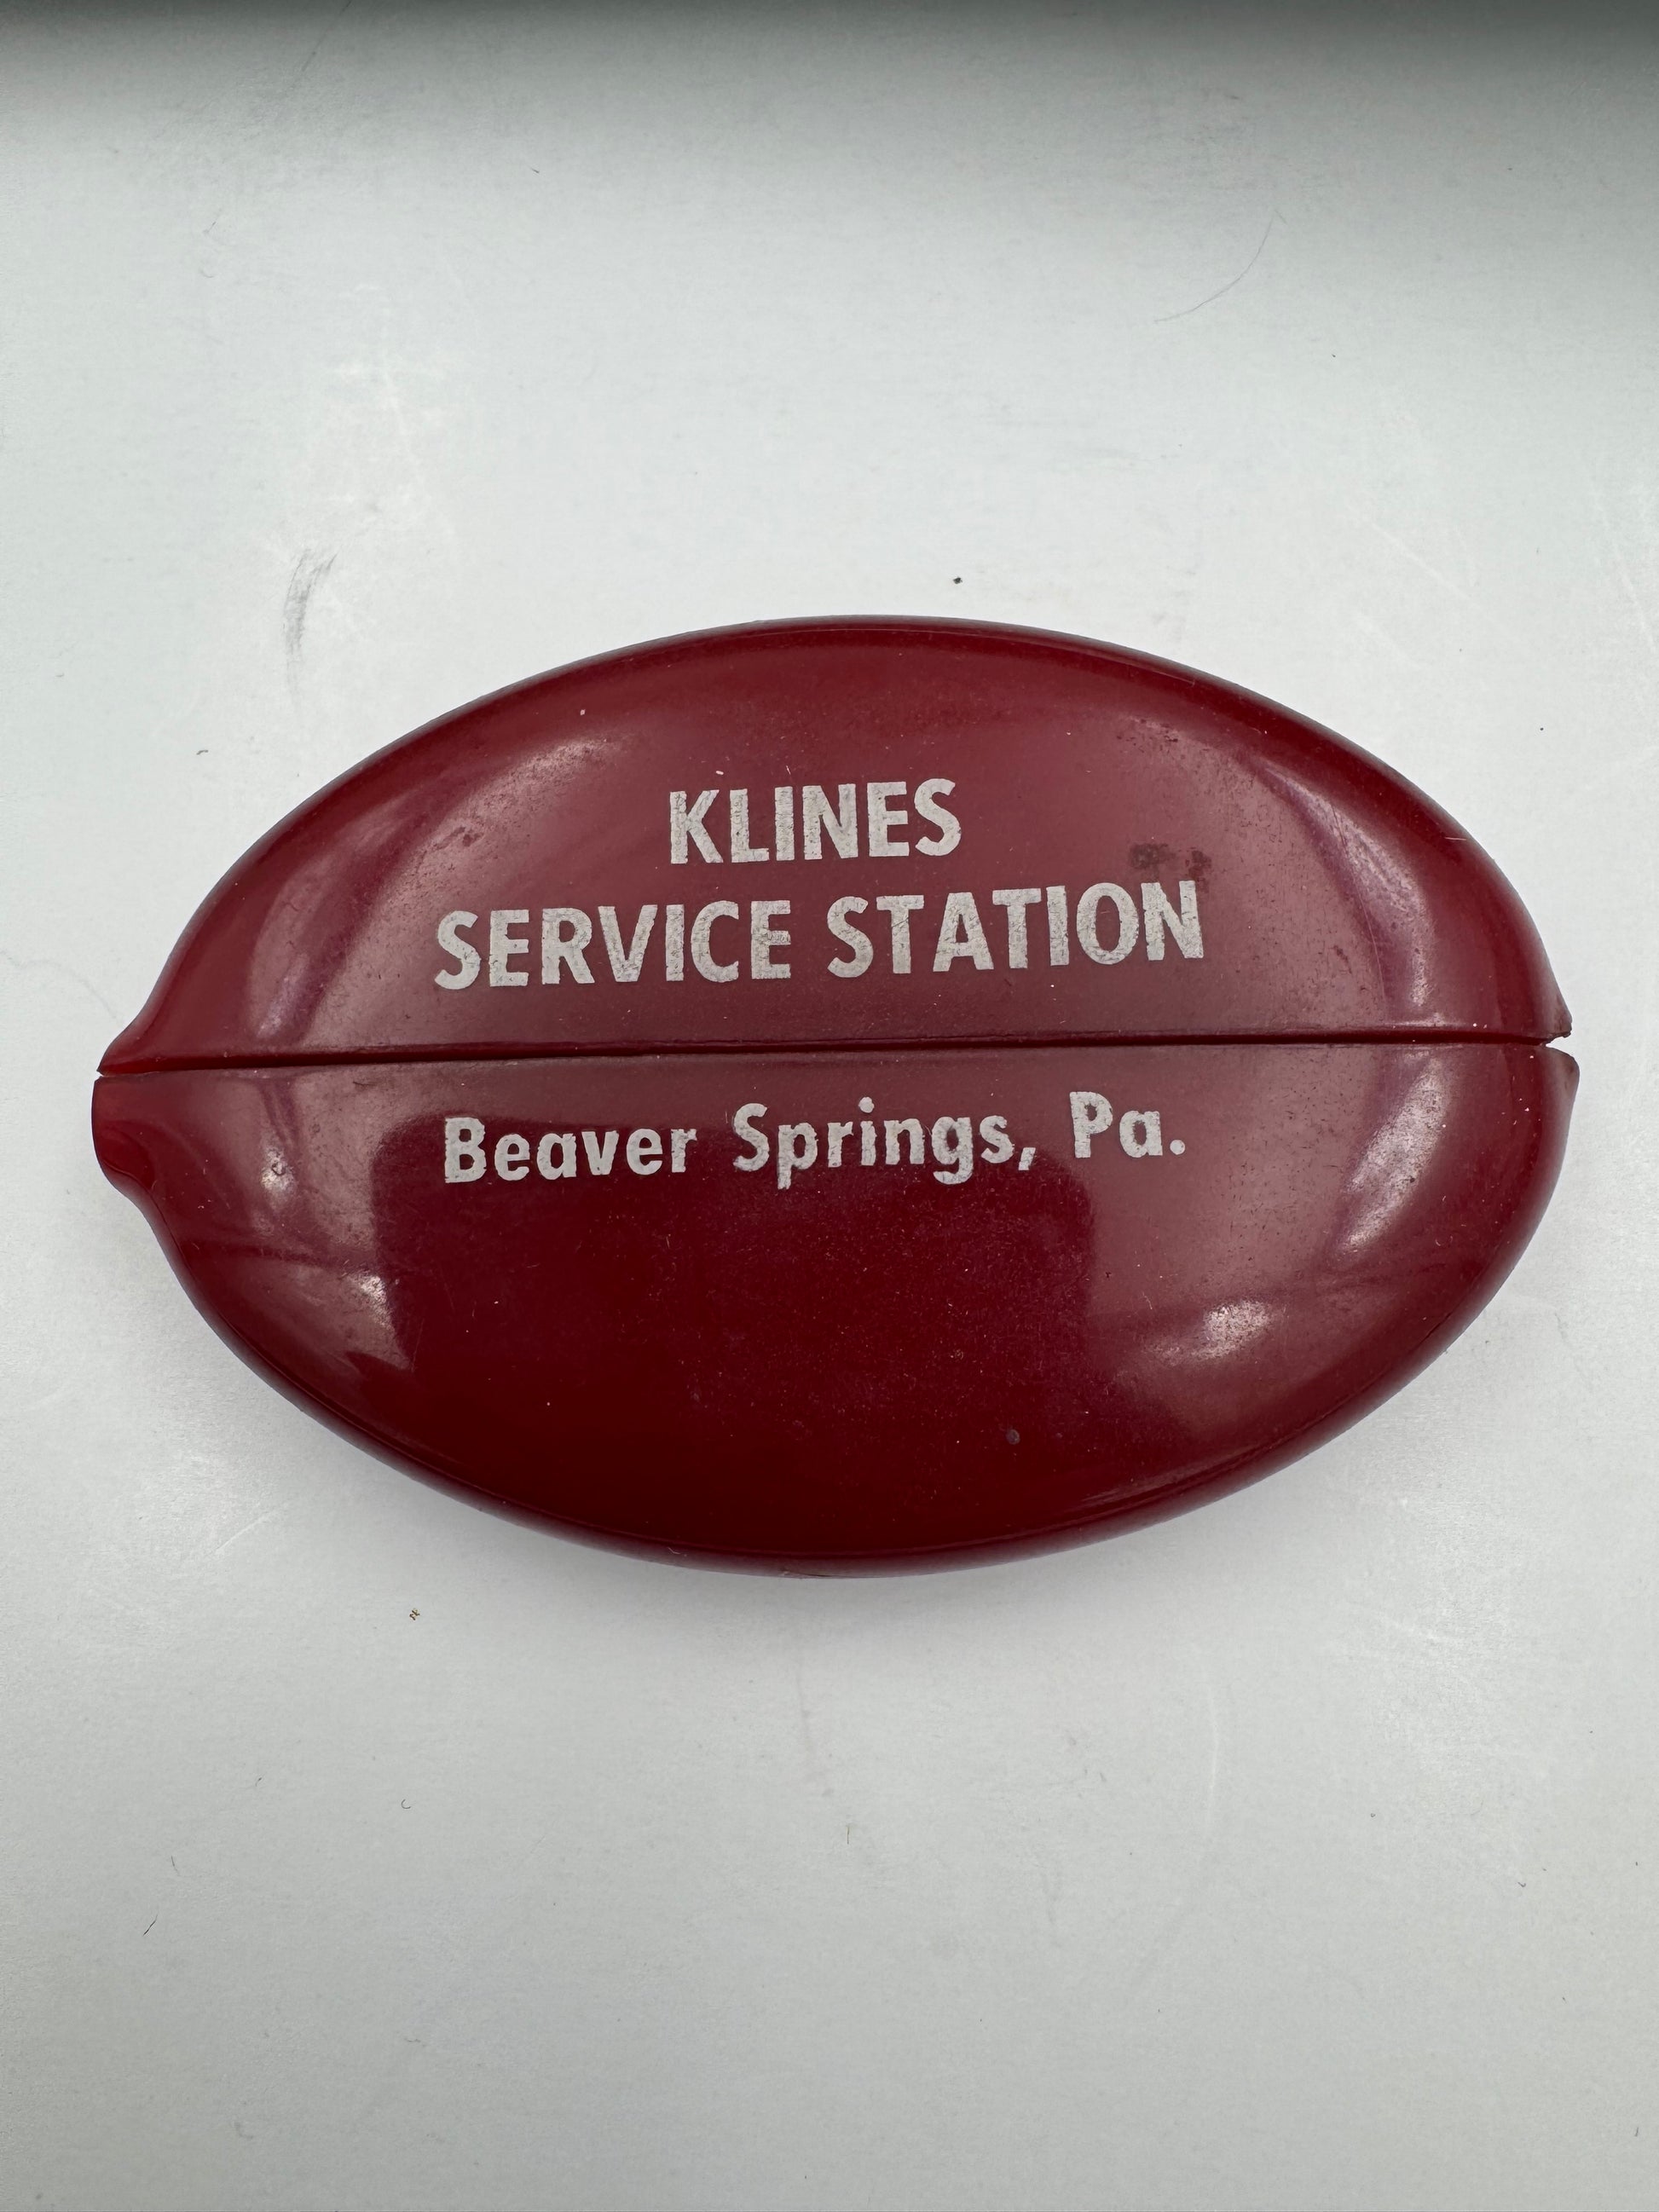 KLINES
SERVICE STATION
Beaver Springs, Pa.